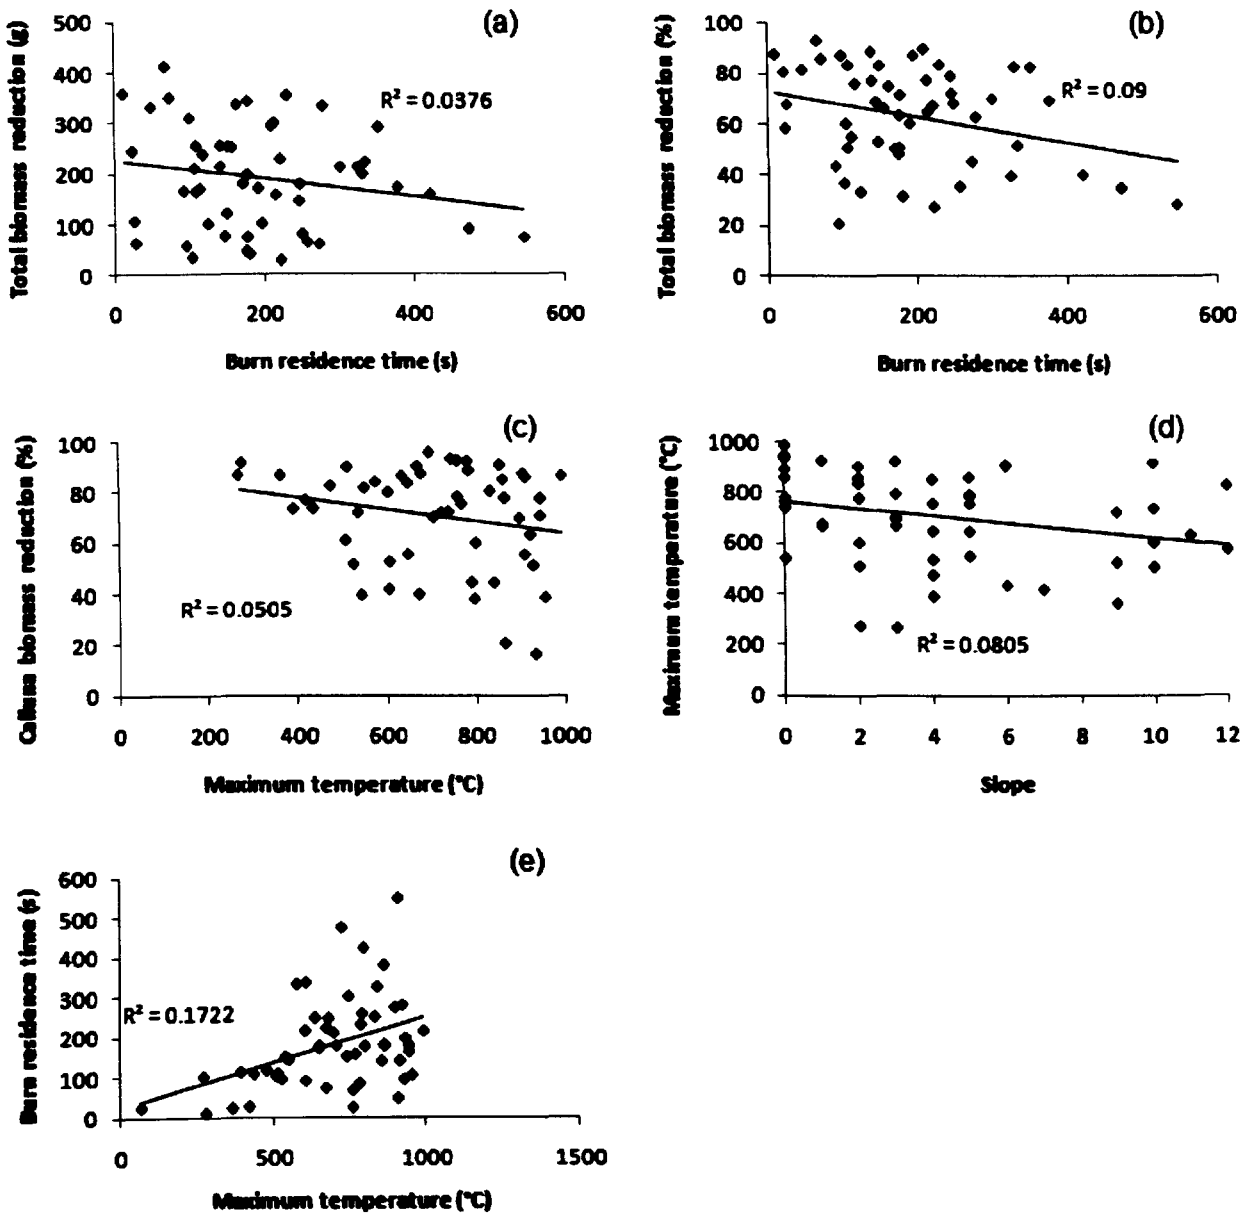 (a)
500
400
300
200
100
0
Total biomass reduction (g)
R² = 0.0376
0 200 400 600
Burn residence time (s)
(b)
100
80
60
40
20
0
Total biomass reduction (%)
R² = 0.09
0 200 400 600
Burn residence time (s)
(c)
100
80
60
40
20
0
Calluna biomass reduction (%)
R² = 0.0505
0 200 400 600 800 1000
Maximum temperature (°C)
(d)
1000
800
600
400
200
0
Maximum temperature (°C)
R² = 0.0805
0 2 4 6 8 10 12
Slope
(e)
600
500
400
300
200
100
0
Burn residence time (s)
R² = 0.1722
0 500 1000 1500
Maximum temperature (°C)